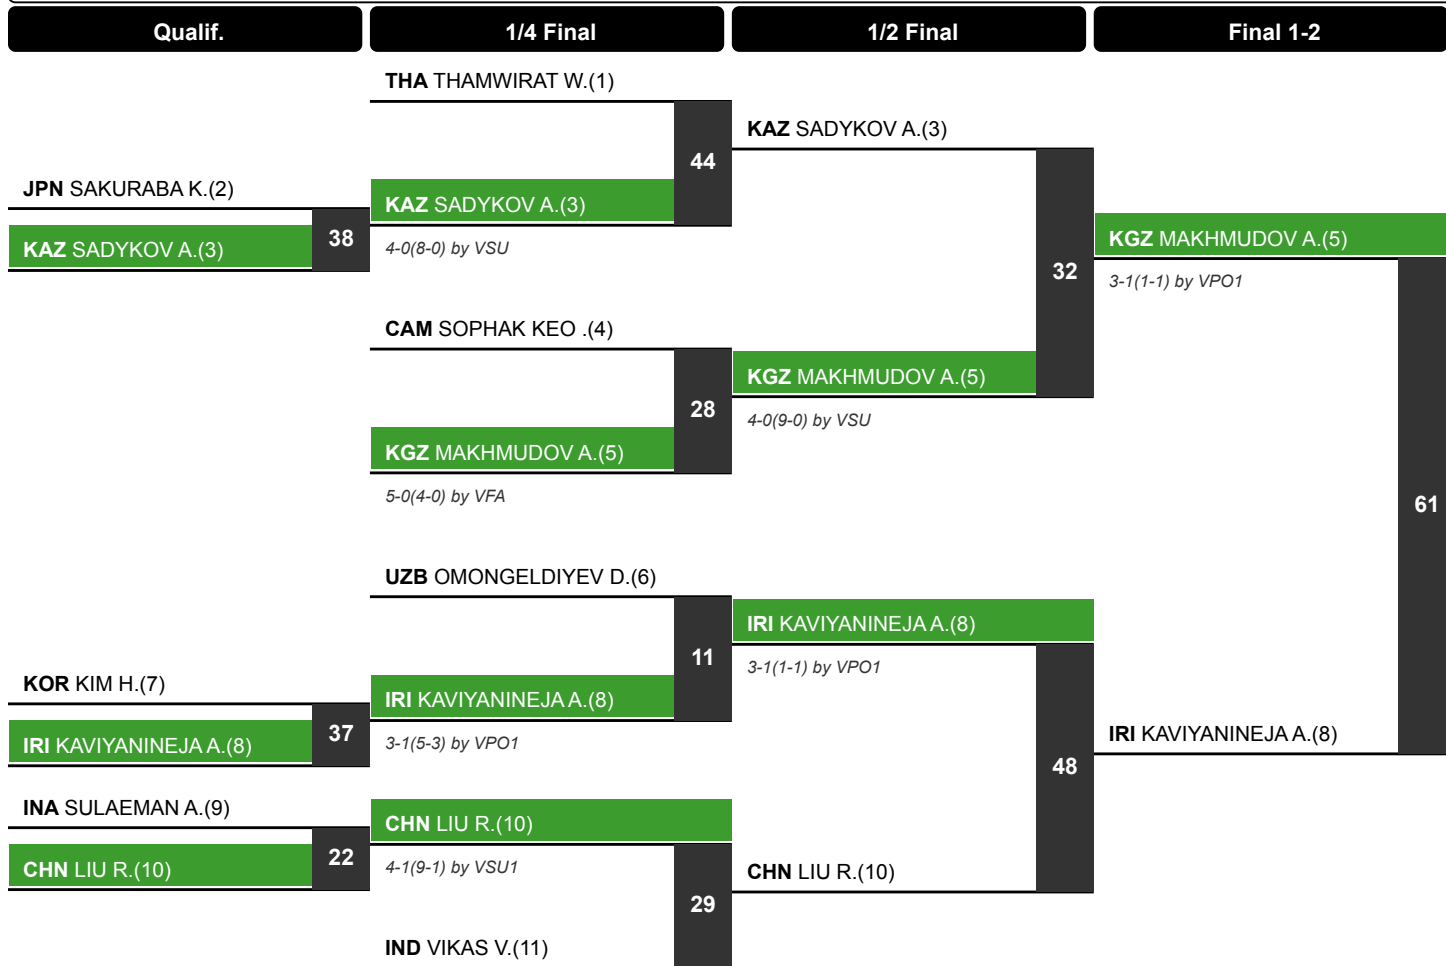 Qualif.
1/4 Final
1/2 Final
Final 1-2
THA THAMWIRAT W.(1)
KAZ SADYKOV A.(3)
44
JPN SAKURABA K.(2)
KAZ SADYKOV A.(3)
38
KAZ SADYKOV A.(3)
4-0(8-0) by VSU
KGZ MAKHMUDOV A.(5)
3-1(1-1) by VPO1
32
CAM SOPHAK KEO .(4)
KGZ MAKHMUDOV A.(5)
4-0(9-0) by VSU
28
KGZ MAKHMUDOV A.(5)
5-0(4-0) by VFA
61
UZB OMONGELDIYEV D.(6)
IRI KAVIYANINEJA A.(8)
3-1(1-1) by VPO1
11
KOR KIM H.(7)
IRI KAVIYANINEJA A.(8)
37
IRI KAVIYANINEJA A.(8)
3-1(5-3) by VPO1
IRI KAVIYANINEJA A.(8)
48
INA SULAEMAN A.(9)
CHN LIU R.(10)
22
CHN LIU R.(10)
4-1(9-1) by VSU1
CHN LIU R.(10)
29
IND VIKAS V.(11)